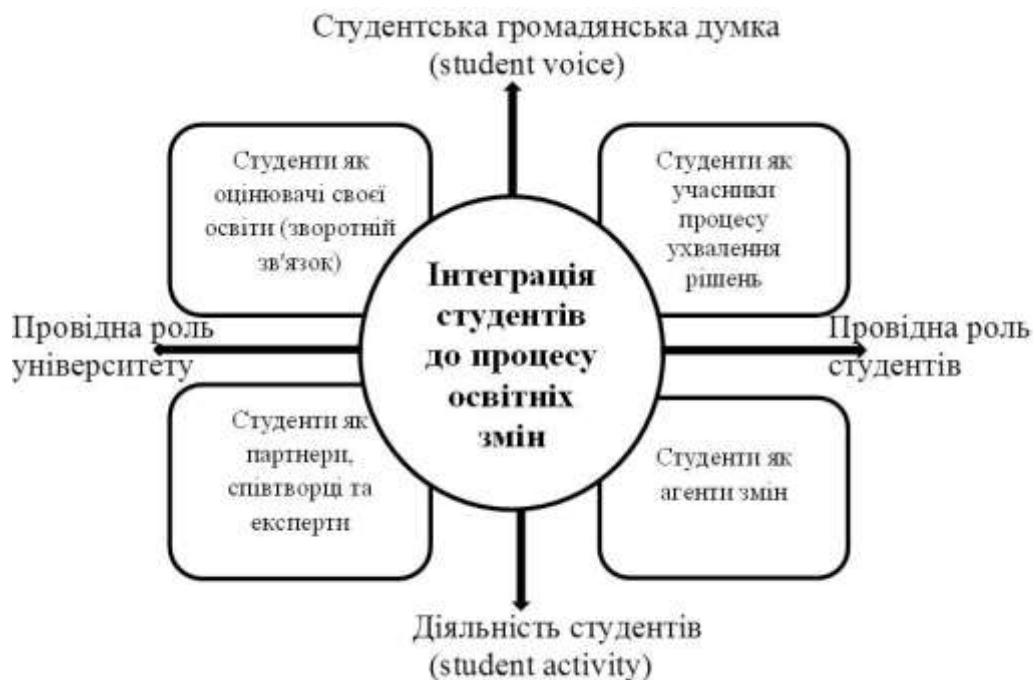 Студентська громадянська думка
(student voice)
Студенти як
оцінювачі своєї
освіти (зворотній
зв'язок)
Студенти як
учасники
процесу
ухвалення
рішень
Інтеграція
студентів
до процесу
освітніх
змін
Провідна роль
університету
Провідна роль
студентів
Студенти як
партнери,
співтворці та
експерти
Студенти як
агенти змін
Діяльність студентів
(student activity)